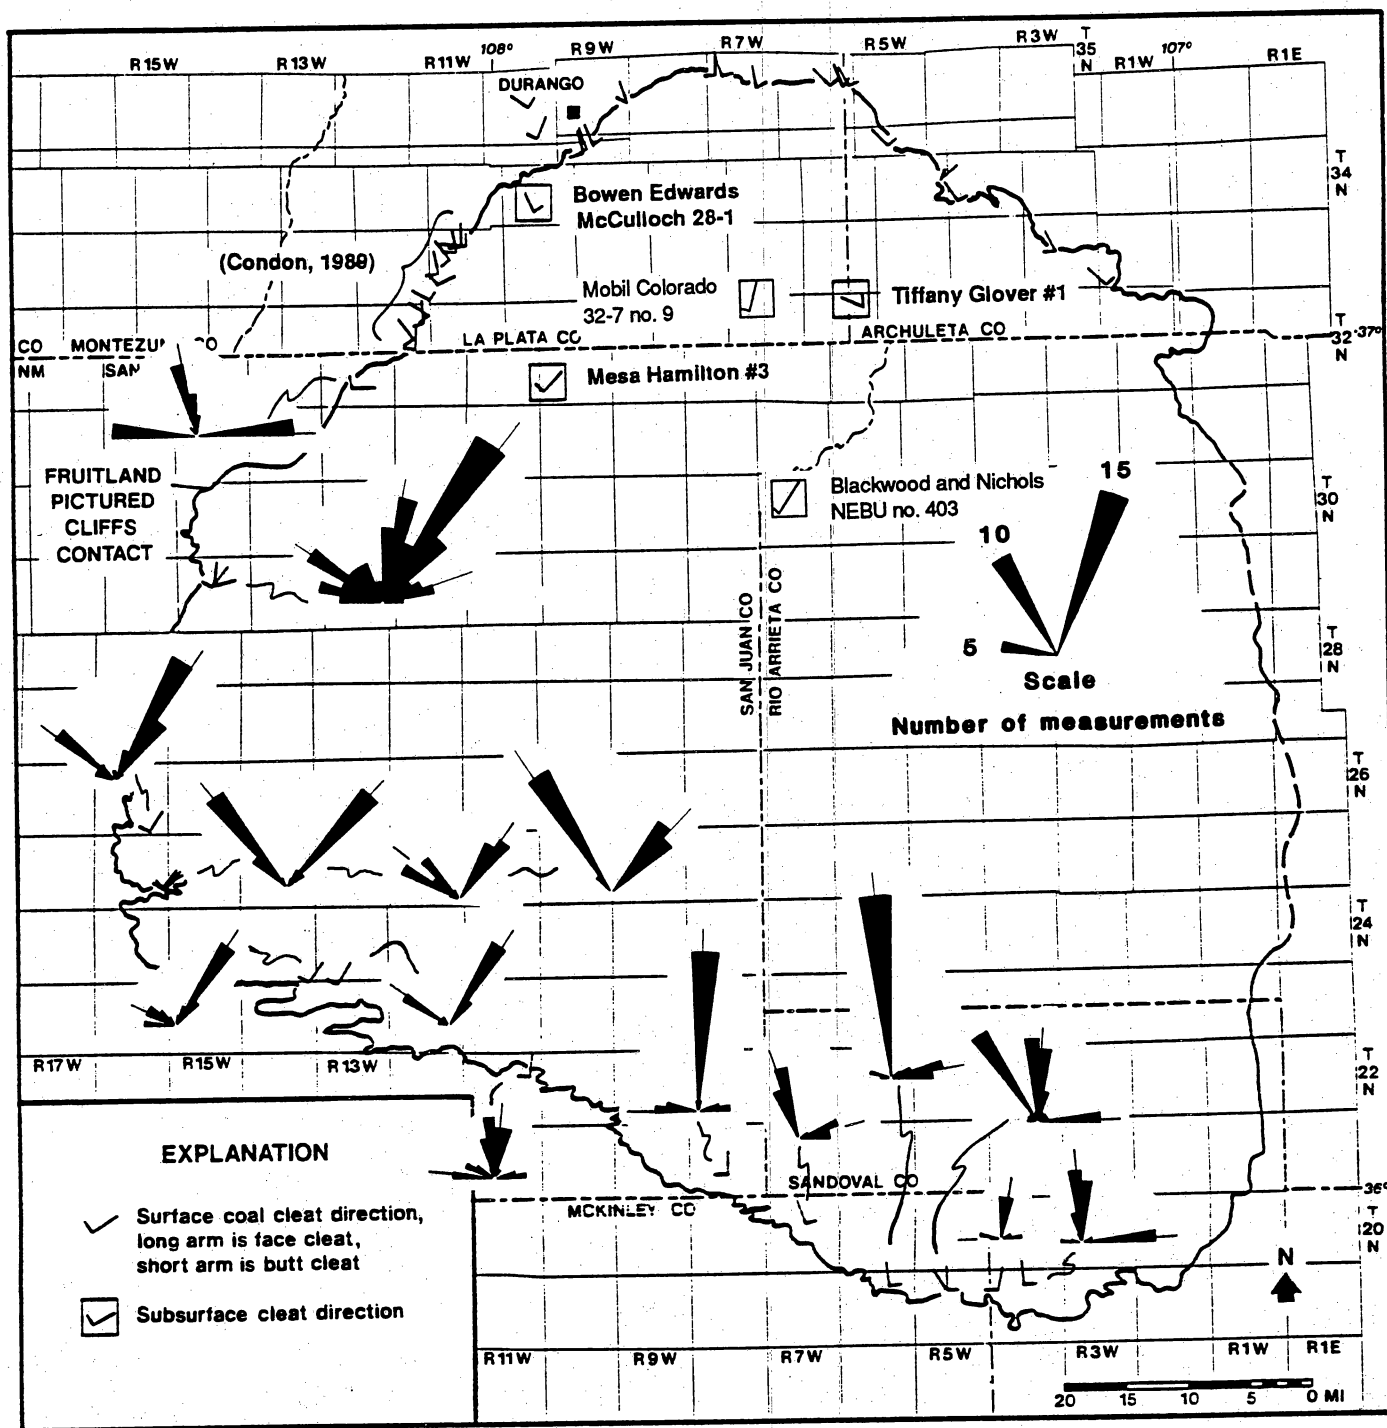 R15W
R13W
R11W
108°
R9W
R7W
R5W
R3W
T
35
N
R1W
107°
R1E
DURANGO
T
34
N
Bowen Edwards
McCulloch 28-1
(Condon, 1989)
Mobil Colorado
32-7 no. 9
Tiffany Glover #1
CO
MONTEZU
O
LA PLATA CO
ARCHULETA CO
T
32
N
37°
NM
SAN
Mesa Hamilton #3
FRUITLAND
PICTURED
CLIFFS
CONTACT
Blackwood and Nichols
NEBU no. 403
15
10
5
T
30
N
SAN JUAN CO
RIO ARRIETA CO
Scale
Number of measurements
T
28
N
T
26
N
T
24
N
R17W
R15W
R13W
T
22
N
EXPLANATION
Surface coal cleat direction,
long arm is face cleat,
short arm is butt cleat
Subsurface cleat direction
SANDOVAL CO
MCKINLEY CO
36°
T
20
N
N
R11W
R9W
R7W
R5W
R3W
R1W
R1E
20
15
10
5
0 MI